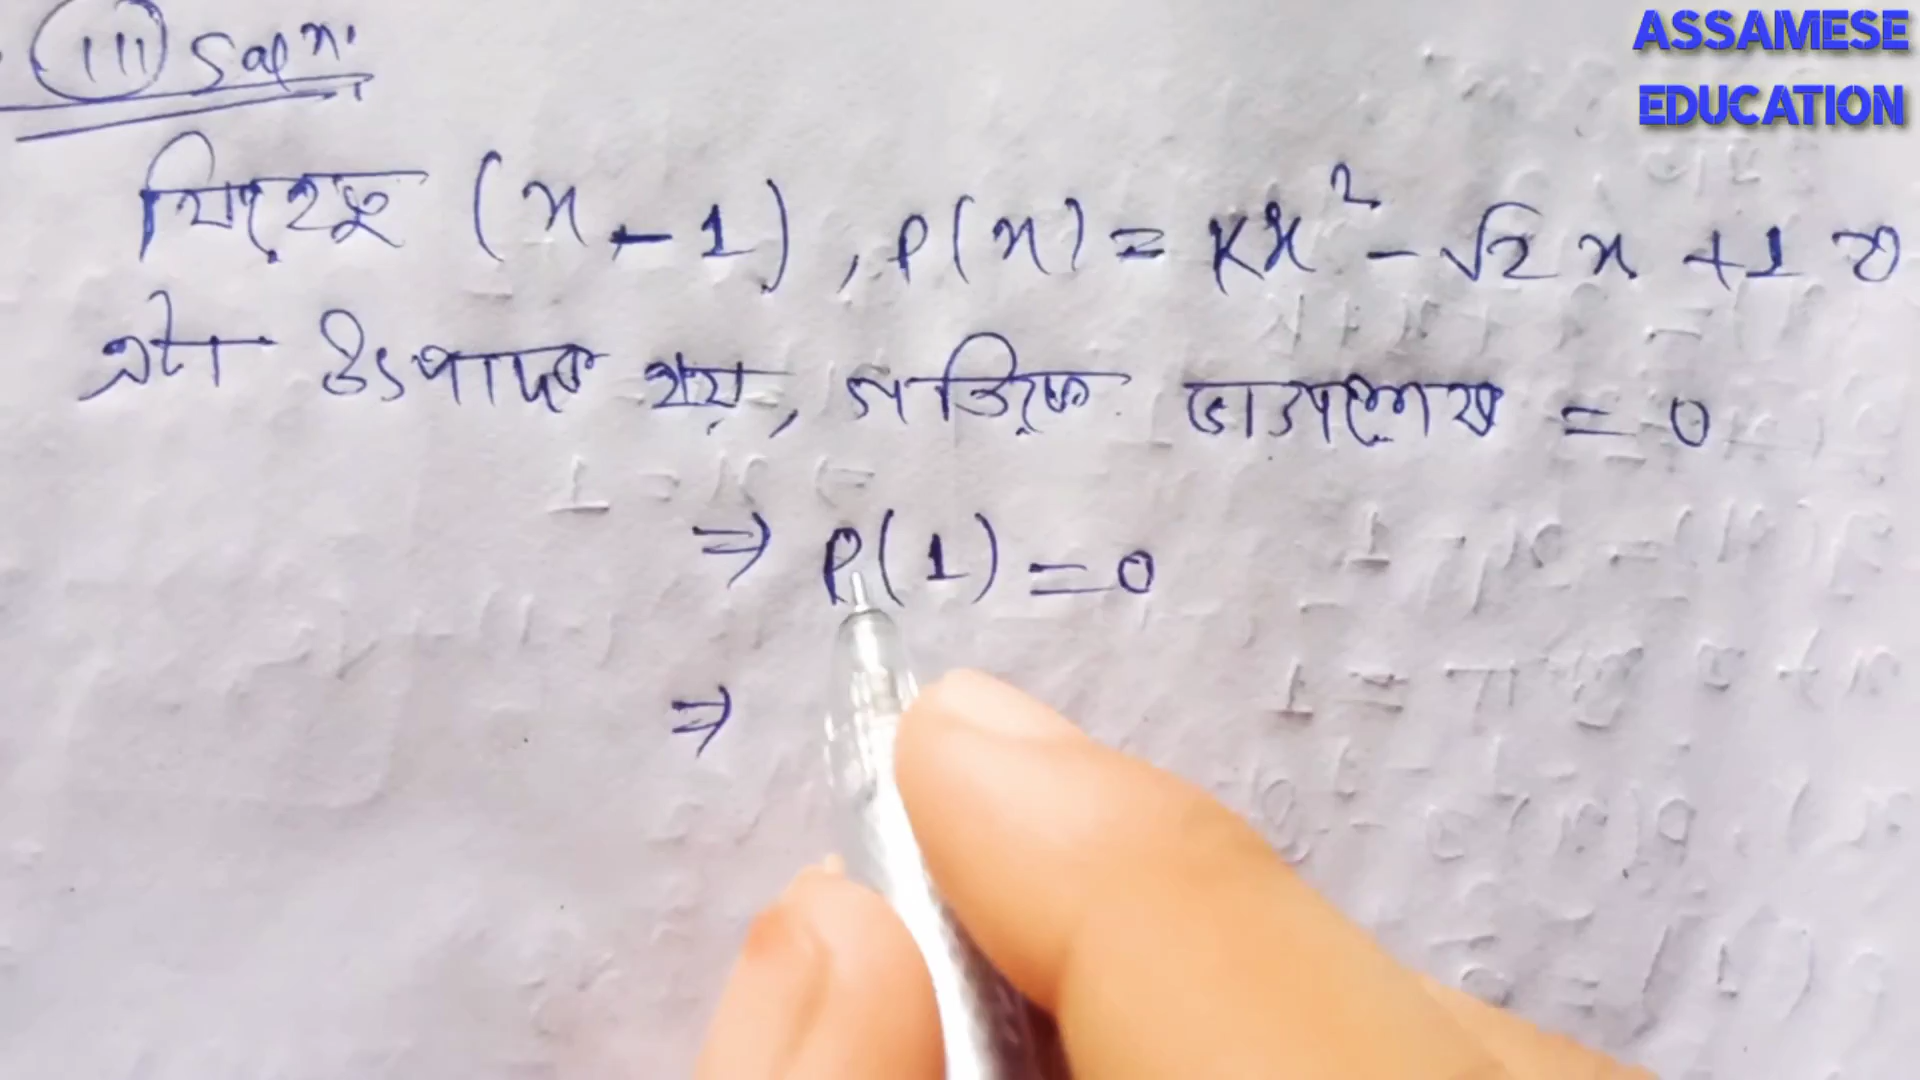 ASSAMESE
EDUCATION
(iii) Solⁿ.
যিহেতু (x - 1), P(x) = Kx² - √2 x + 1 ৰ
এটা উৎপাদক হয়, গতিকে ভাগশেষ = 0
⇒ P(1) = 0
⇒